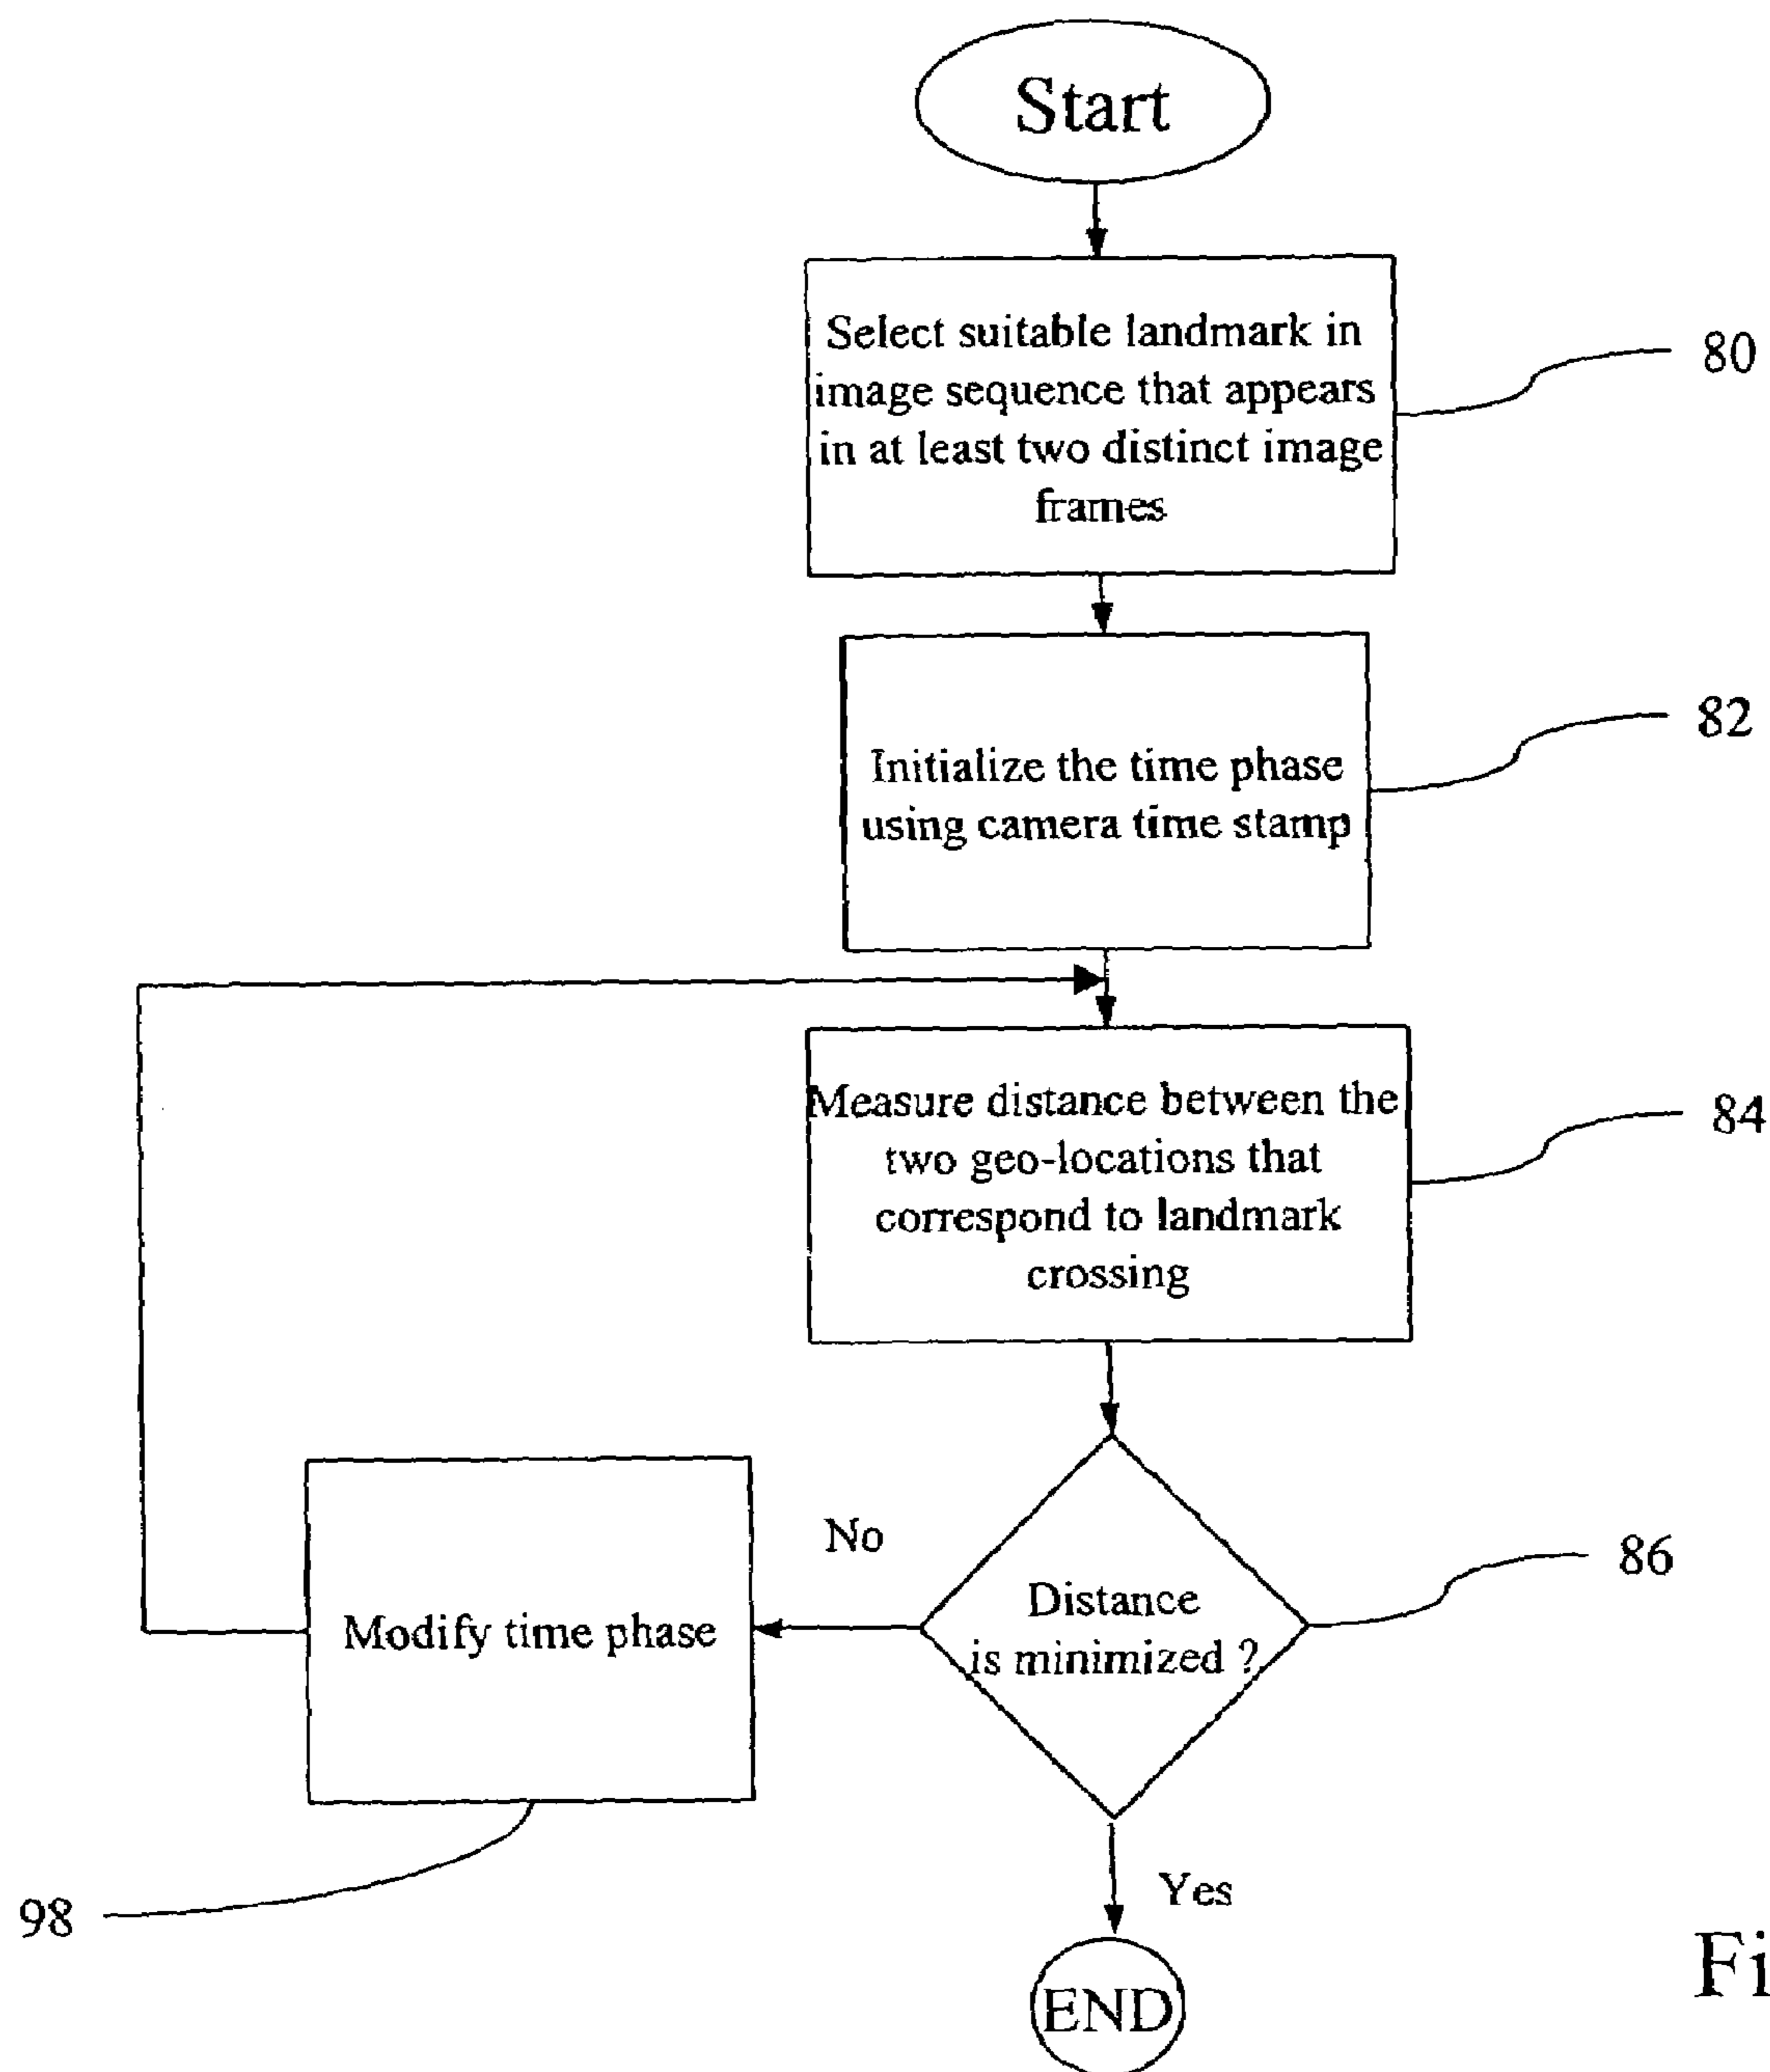 Start
Select suitable landmark in
image sequence that appears
in at least two distinct image
frames
80
Initialize the time phase
using camera time stamp
82
Measure distance between the
two geo-locations that
correspond to landmark
crossing
84
No
Distance
is minimized ?
86
Modify time phase
98
Yes
END
Fi